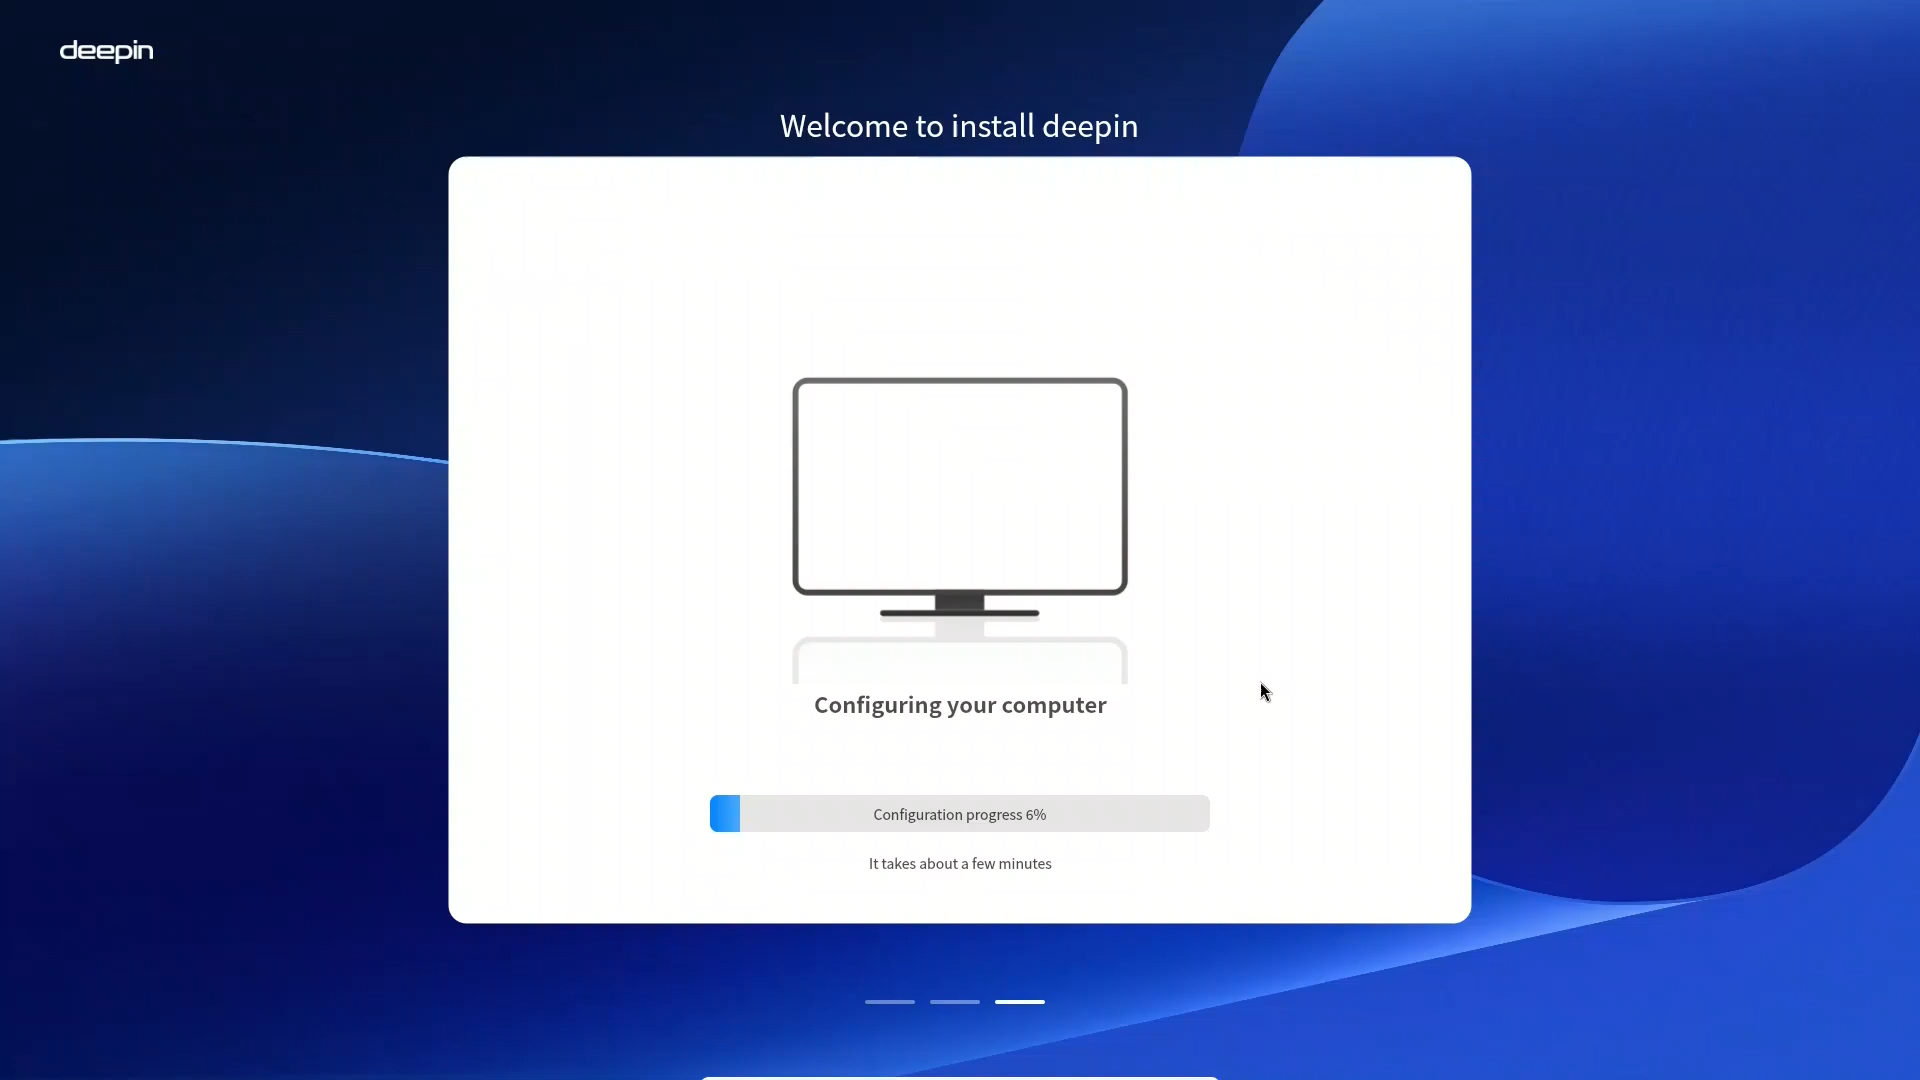 deepin
Welcome to install deepin
Configuring your computer
Configuration progress 6%
It takes about a few minutes